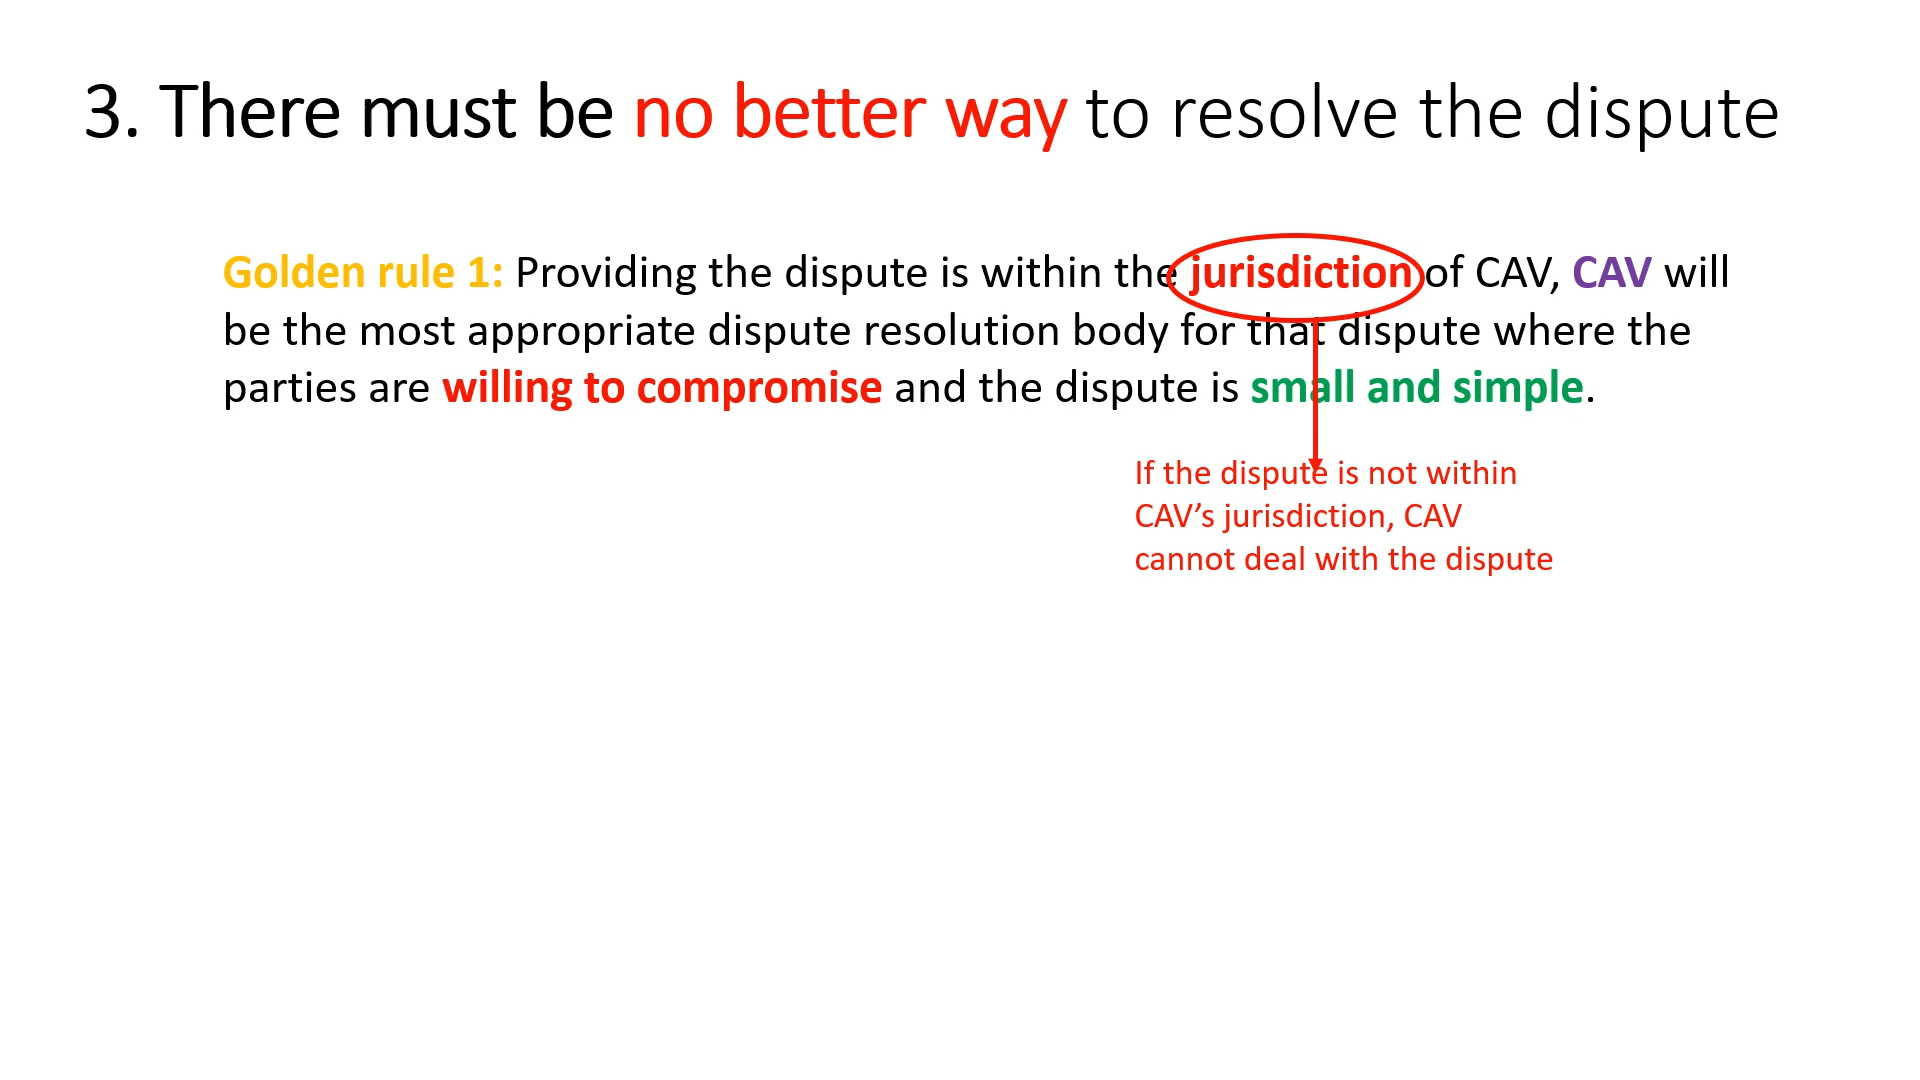 3. There must be no better way to resolve the dispute
Golden rule 1: Providing the dispute is within the jurisdiction of CAV, CAV will
be the most appropriate dispute resolution body for that dispute where the
parties are willing to compromise and the dispute is small and simple.
If the dispute is not within
CAV’s jurisdiction, CAV
cannot deal with the dispute